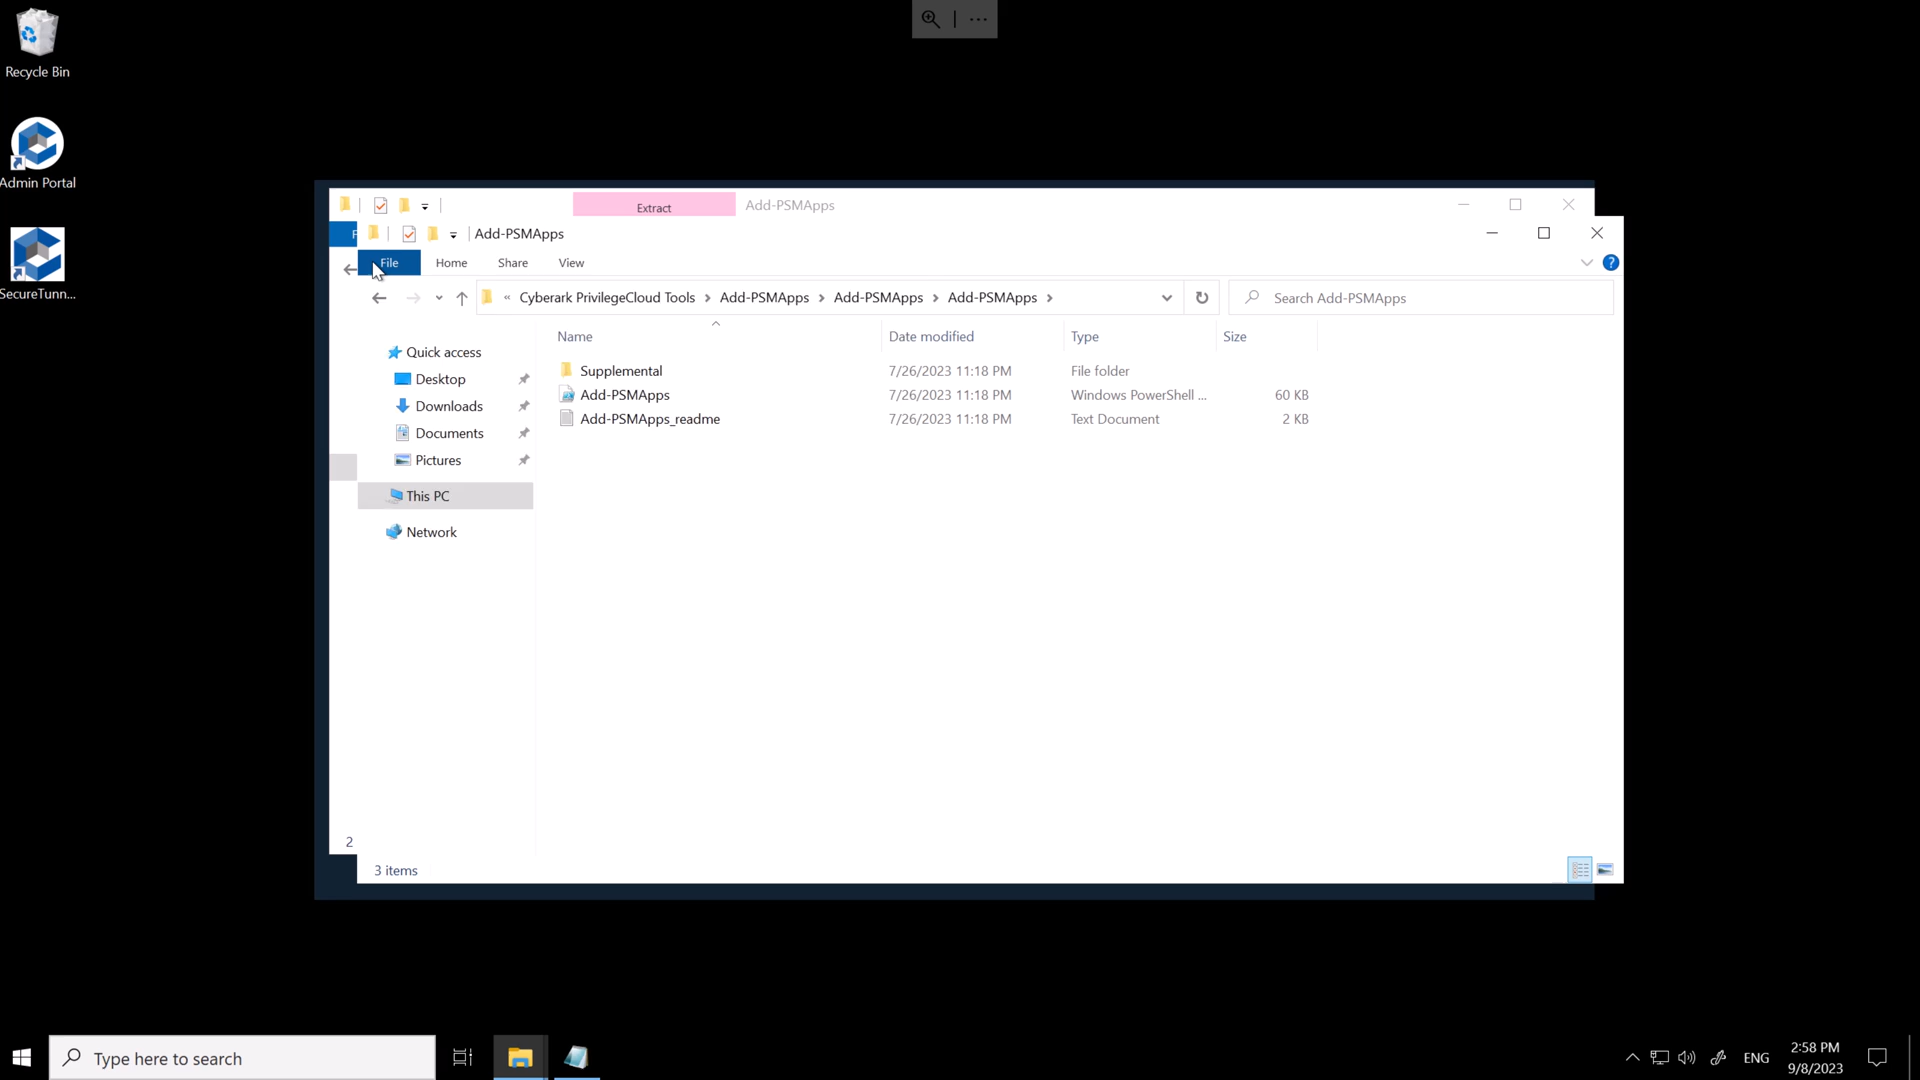 Recycle Bin
Admin Portal
SecureTunn...
Extract
Add-PSMApps
Add-PSMApps
File
Home
Share
View
?
« Cyberark PrivilegeCloud Tools > Add-PSMApps > Add-PSMApps > Add-PSMApps >
Search Add-PSMApps
Name
Date modified
Type
Size
Quick access
Desktop
Downloads
Documents
Pictures
This PC
Network
Supplemental 7/26/2023 11:18 PM File folder
Add-PSMApps 7/26/2023 11:18 PM Windows PowerShell ... 60 KB
Add-PSMApps_readme 7/26/2023 11:18 PM Text Document 2 KB
2
3 items
Type here to search
ENG
2:58 PM
9/8/2023